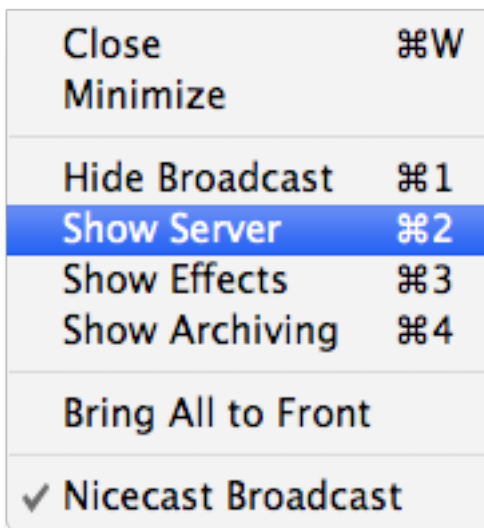 Close ⌘W
Minimize
Hide Broadcast ⌘1
Show Server ⌘2
Show Effects ⌘3
Show Archiving ⌘4
Bring All to Front
✓ Nicecast Broadcast